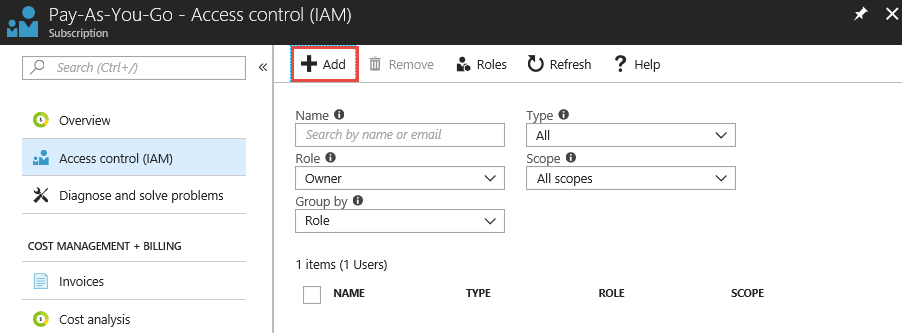 Pay-As-You-Go - Access control (IAM)
Subscription
Search (Ctrl+/)
Overview
Access control (IAM)
Diagnose and solve problems
COST MANAGEMENT + BILLING
Invoices
Cost analysis
Add Remove Roles Refresh Help
Name Type
Search by name or email All
Role Scope
Owner All scopes
Group by
Role
1 items (1 Users)
NAME TYPE ROLE SCOPE